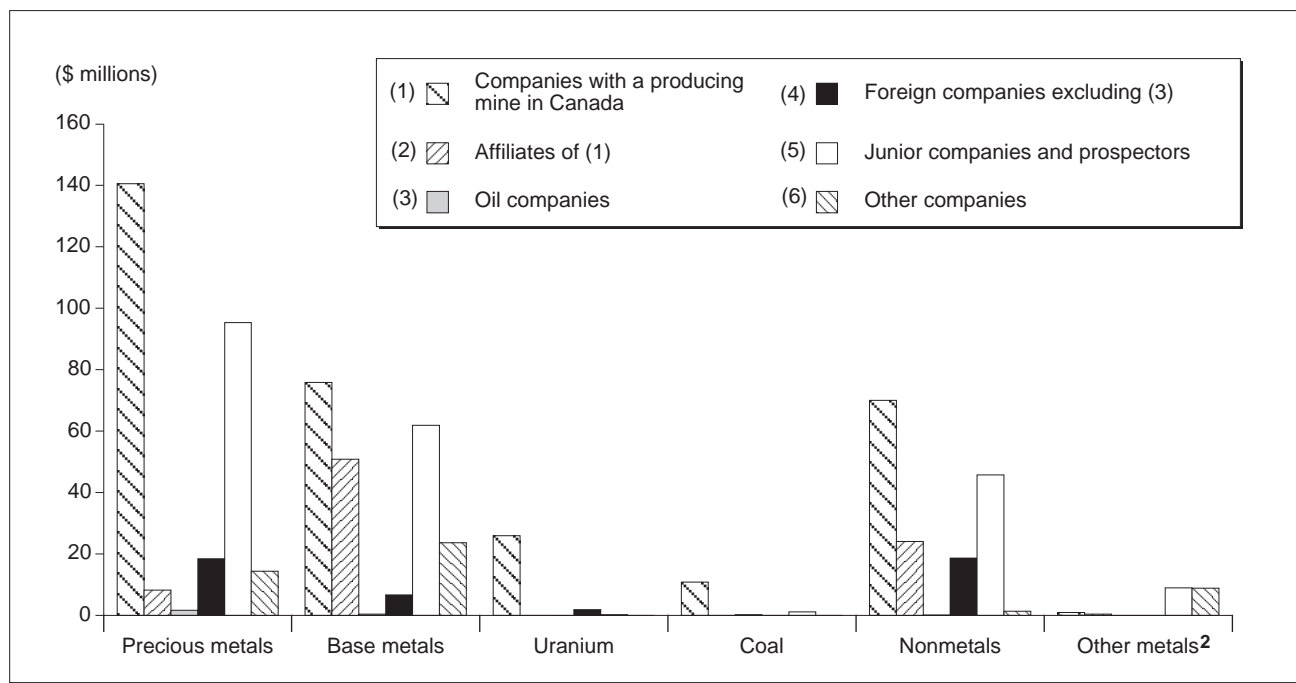 ($ millions)
(1) Companies with a producing
mine in Canada
(2) Affiliates of (1)
(3) Oil companies
(4) Foreign companies excluding (3)
(5) Junior companies and prospectors
(6) Other companies
160
140
120
100
80
60
40
20
0
Precious metals
Base metals
Uranium
Coal
Nonmetals
Other metals2